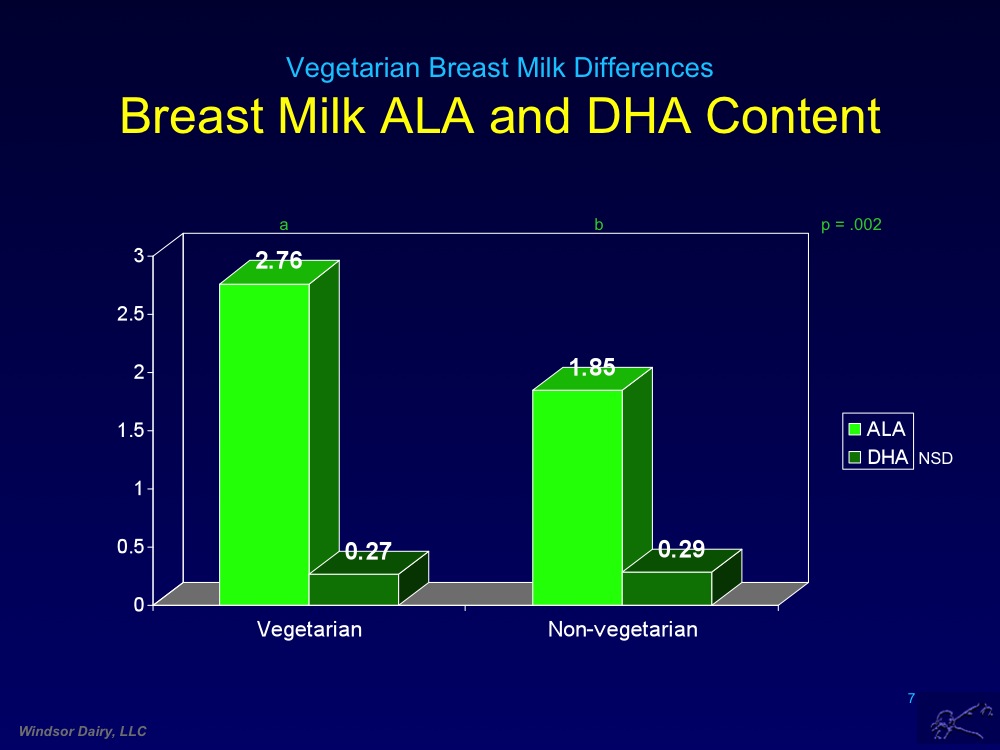 Vegetarian Breast Milk Differences
Breast Milk ALA and DHA Content
a
b
p = .002
3
2.5
2
1.5
1
0.5
0
2.76
0.27
1.85
0.29
Vegetarian
Non-vegetarian
ALA
DHA NSD
7
Windsor Dairy, LLC